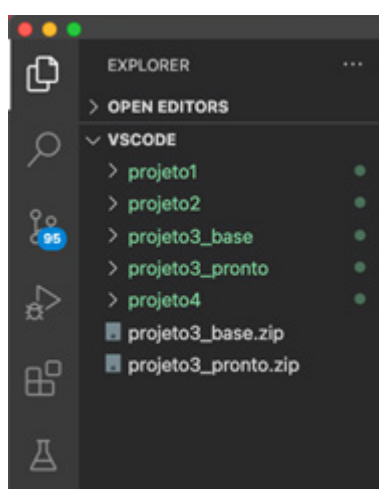 EXPLORER
OPEN EDITORS
VSCODE
projeto1
projeto2
projeto3_base
95
projeto3_pronto
projeto4
projeto3_base.zip
projeto3_pronto.zip